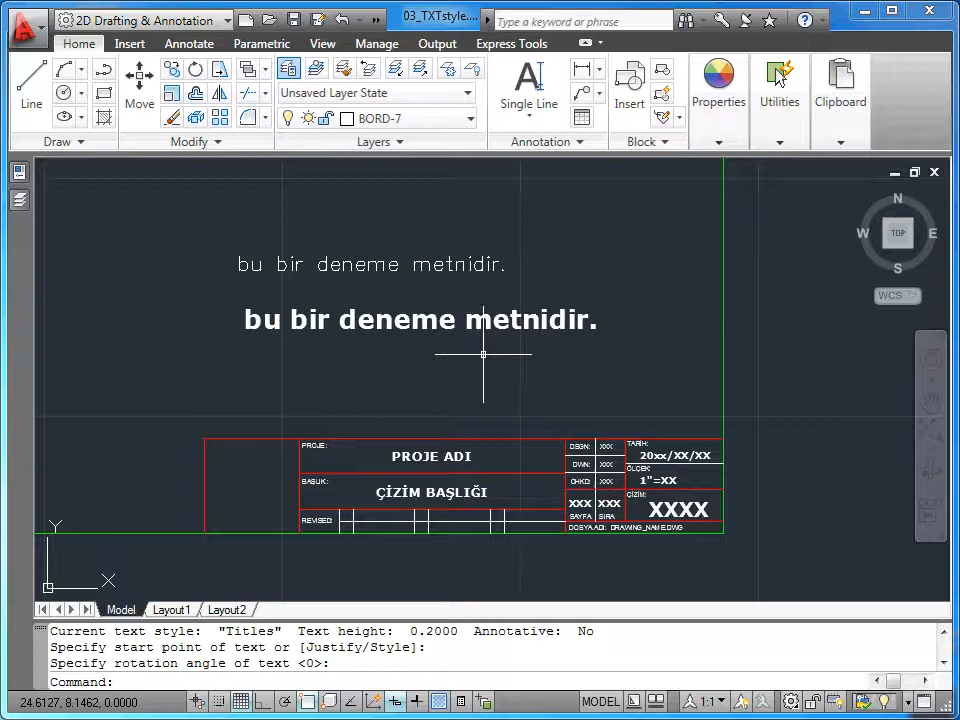 2D Drafting & Annotation
03_TXTstyle....
Type a keyword or phrase
Home Insert Annotate Parametric View Manage Output Express Tools
Line
Move
Unsaved Layer State
BORD-7
Single Line
Insert
Properties
Utilities
Clipboard
Draw
Modify
Layers
Annotation
Block
N
W TOP E
S
WCS
bu bir deneme metnidir.
bu bir deneme metnidir.
PROJE:
PROJE ADI
BAŞLIK:
ÇİZİM BAŞLIĞI
REVISED:
DSGN: XXX
DWN: XXX
CHKD: XXX
XXX XXX
SAYFA SIRA
TARİH:
20xx/XX/XX
ÖLÇEK:
1"=XX
ÇİZİM:
XXXX
DOSYA ADI: DRAWING_NAME.DWG
Y
X
Model Layout1 Layout2
Current text style: "Titles" Text height: 0.2000 Annotative: No
Specify start point of text or [Justify/Style]:
Specify rotation angle of text <0>:
Command:
24.6127, 8.1462, 0.0000
MODEL
1:1